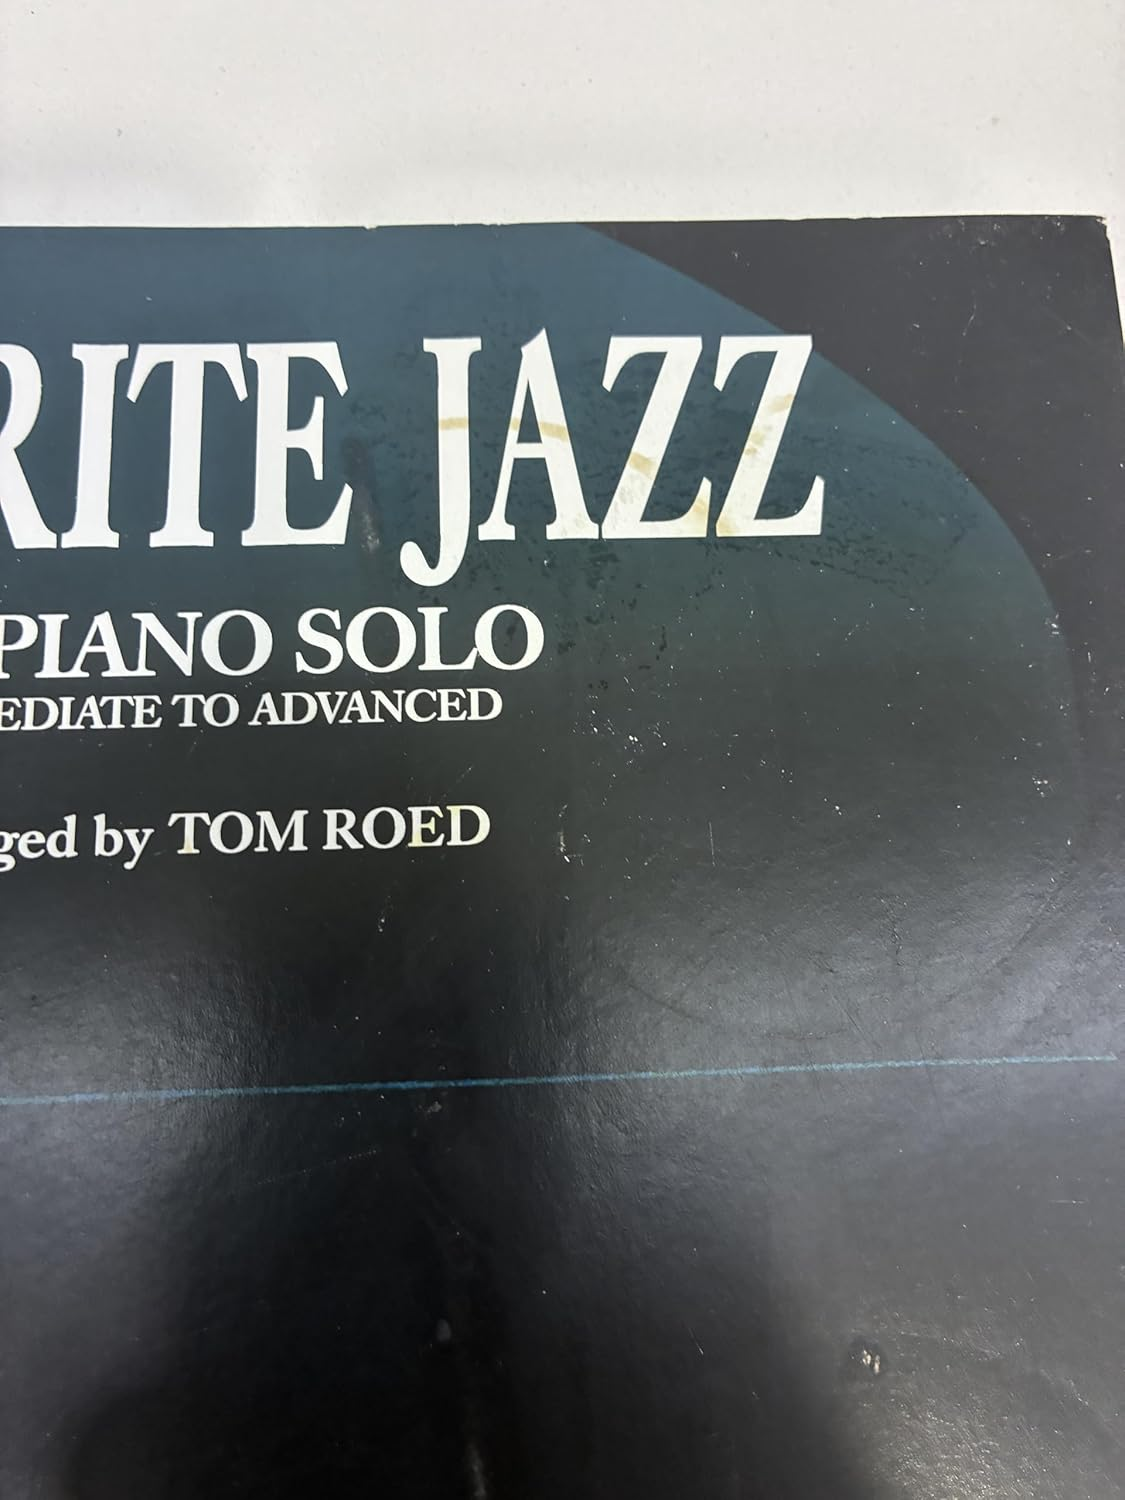 RITE JAZZ
PIANO SOLO
EDIATE TO ADVANCED
ged by TOM ROED